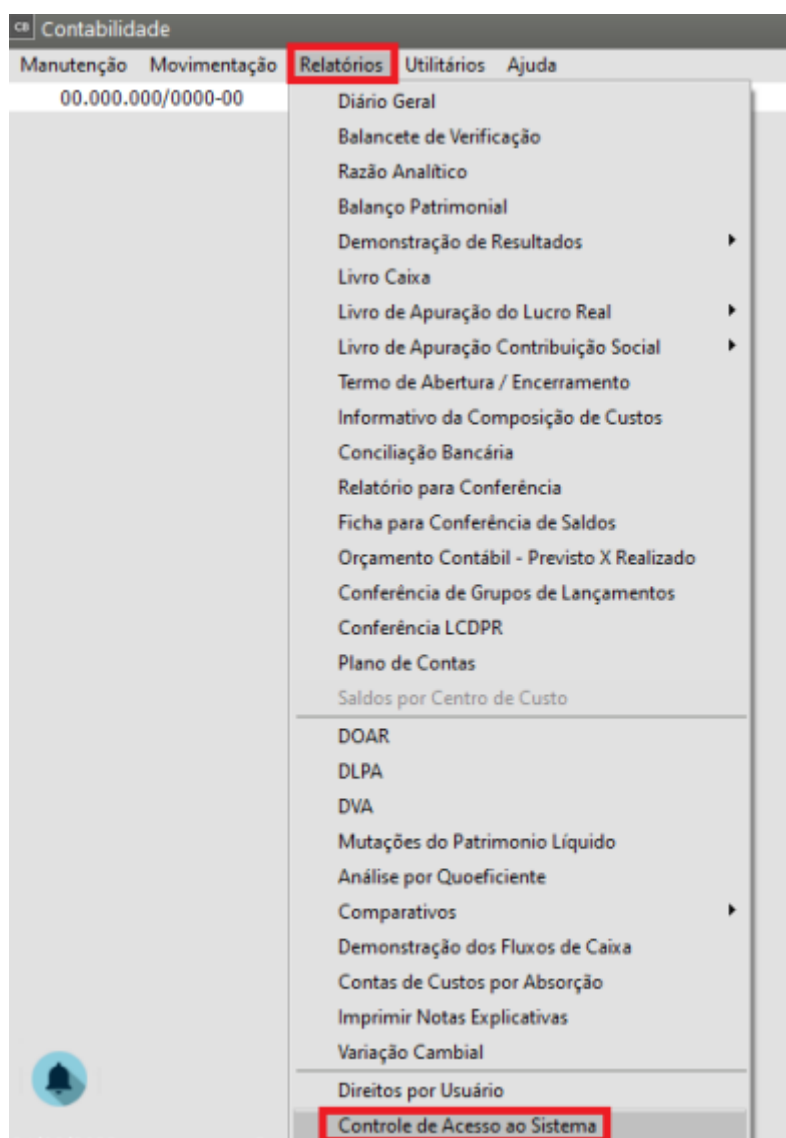 CB Contabilidade
Manutenção Movimentação Relatórios Utilitários Ajuda
00.000.000/0000-00
Diário Geral
Balancete de Verificação
Razão Analítico
Balanço Patrimonial
Demonstração de Resultados
Livro Caixa
Livro de Apuração do Lucro Real
Livro de Apuração Contribuição Social
Termo de Abertura / Encerramento
Informativo da Composição de Custos
Conciliação Bancária
Relatório para Conferência
Ficha para Conferência de Saldos
Orçamento Contábil - Previsto X Realizado
Conferência de Grupos de Lançamentos
Conferência LCDPR
Plano de Contas
Saldos por Centro de Custo
DOAR
DLPA
DVA
Mutações do Patrimonio Líquido
Análise por Quoeficiente
Comparativos
Demonstração dos Fluxos de Caixa
Contas de Custos por Absorção
Imprimir Notas Explicativas
Variação Cambial
Direitos por Usuário
Controle de Acesso ao Sistema